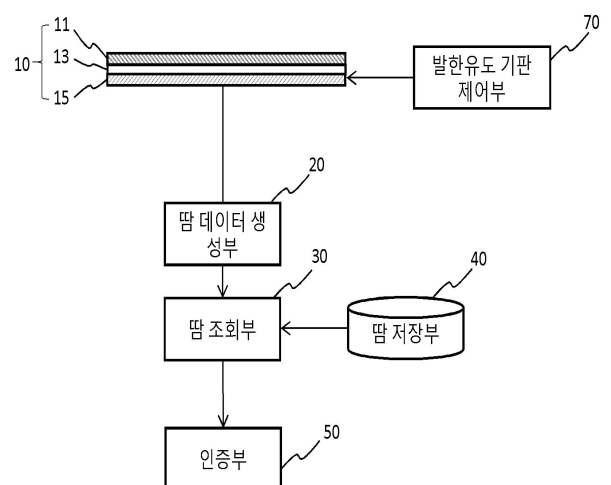 11
13
10
15
70
발한유도 기판
제어부
20
땀 데이터 생
성부
30
40
땀 조회부
땀 저장부
50
인증부